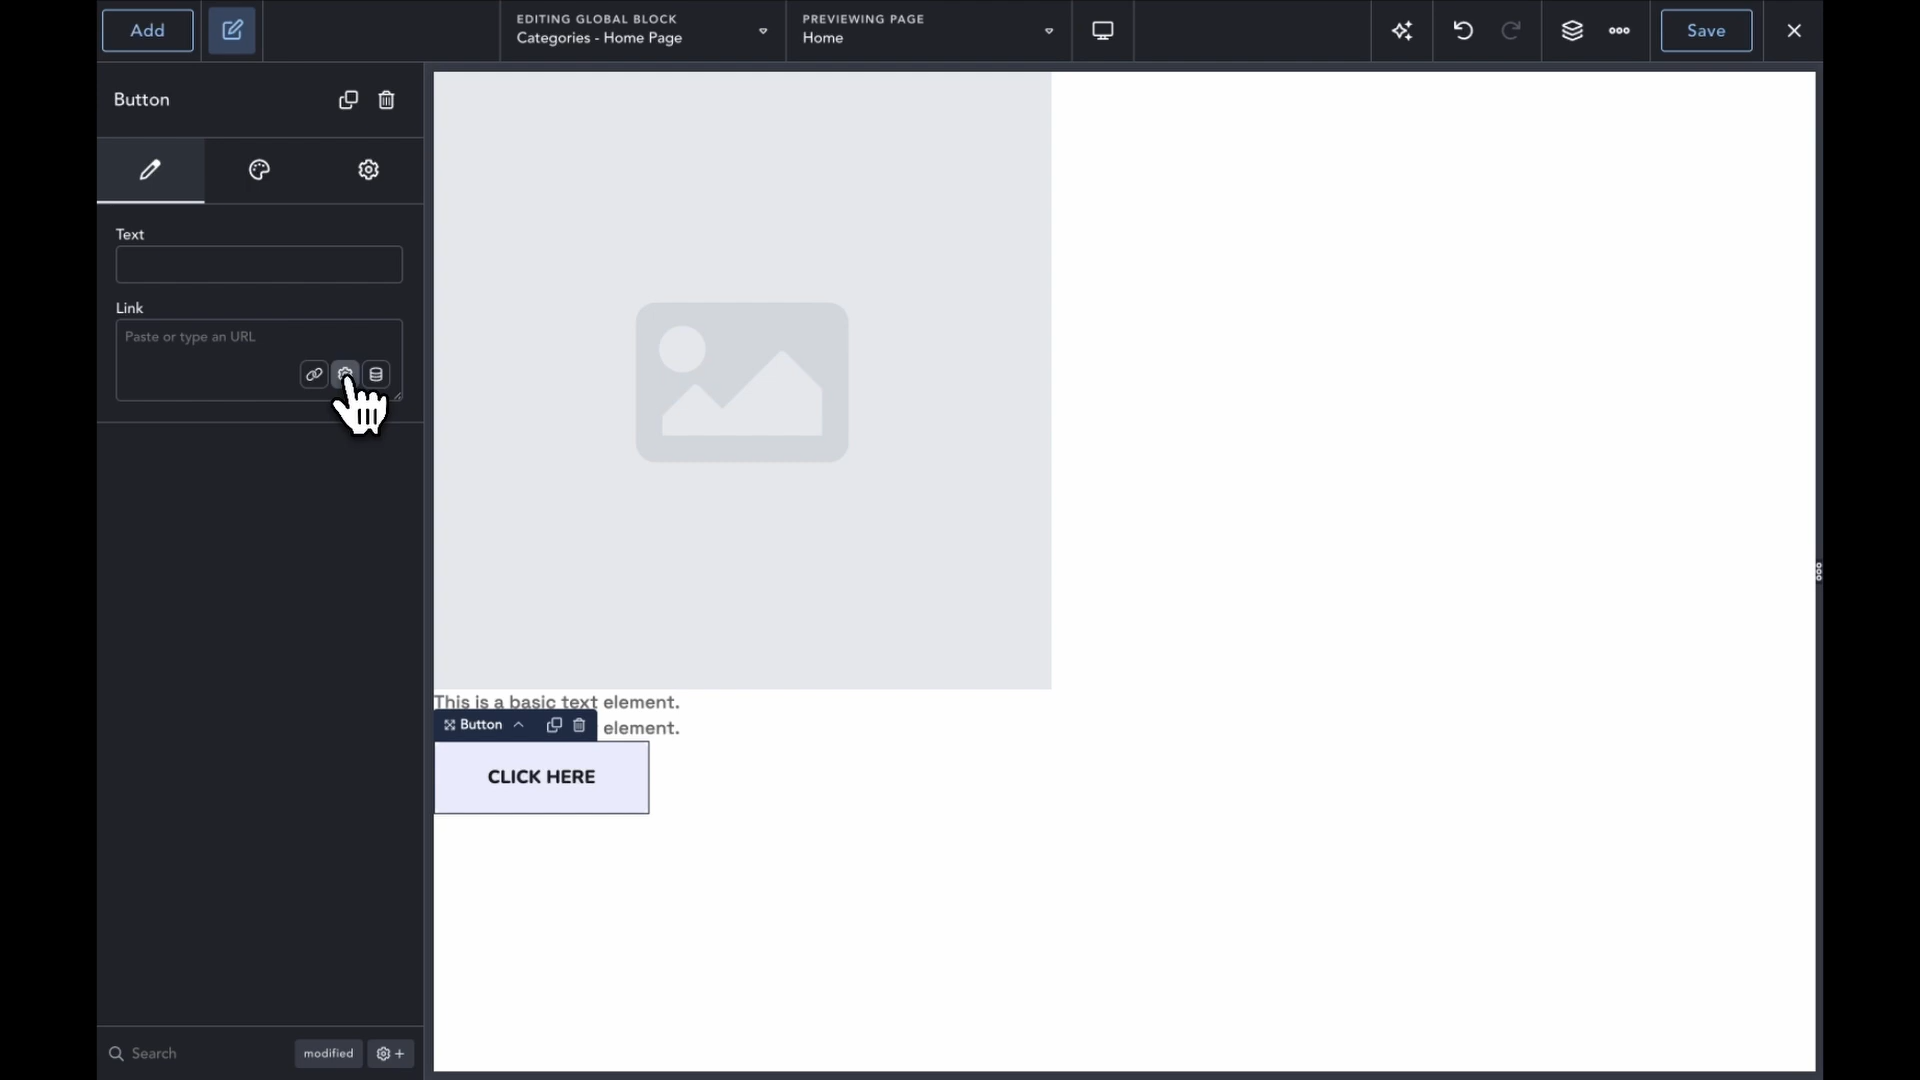 Add
EDITING GLOBAL BLOCK
Categories - Home Page
PREVIEWING PAGE
Home
Save
Button
Text
Link
Paste or type an URL
This is a basic text element.
Button
element.
CLICK HERE
Search
modified